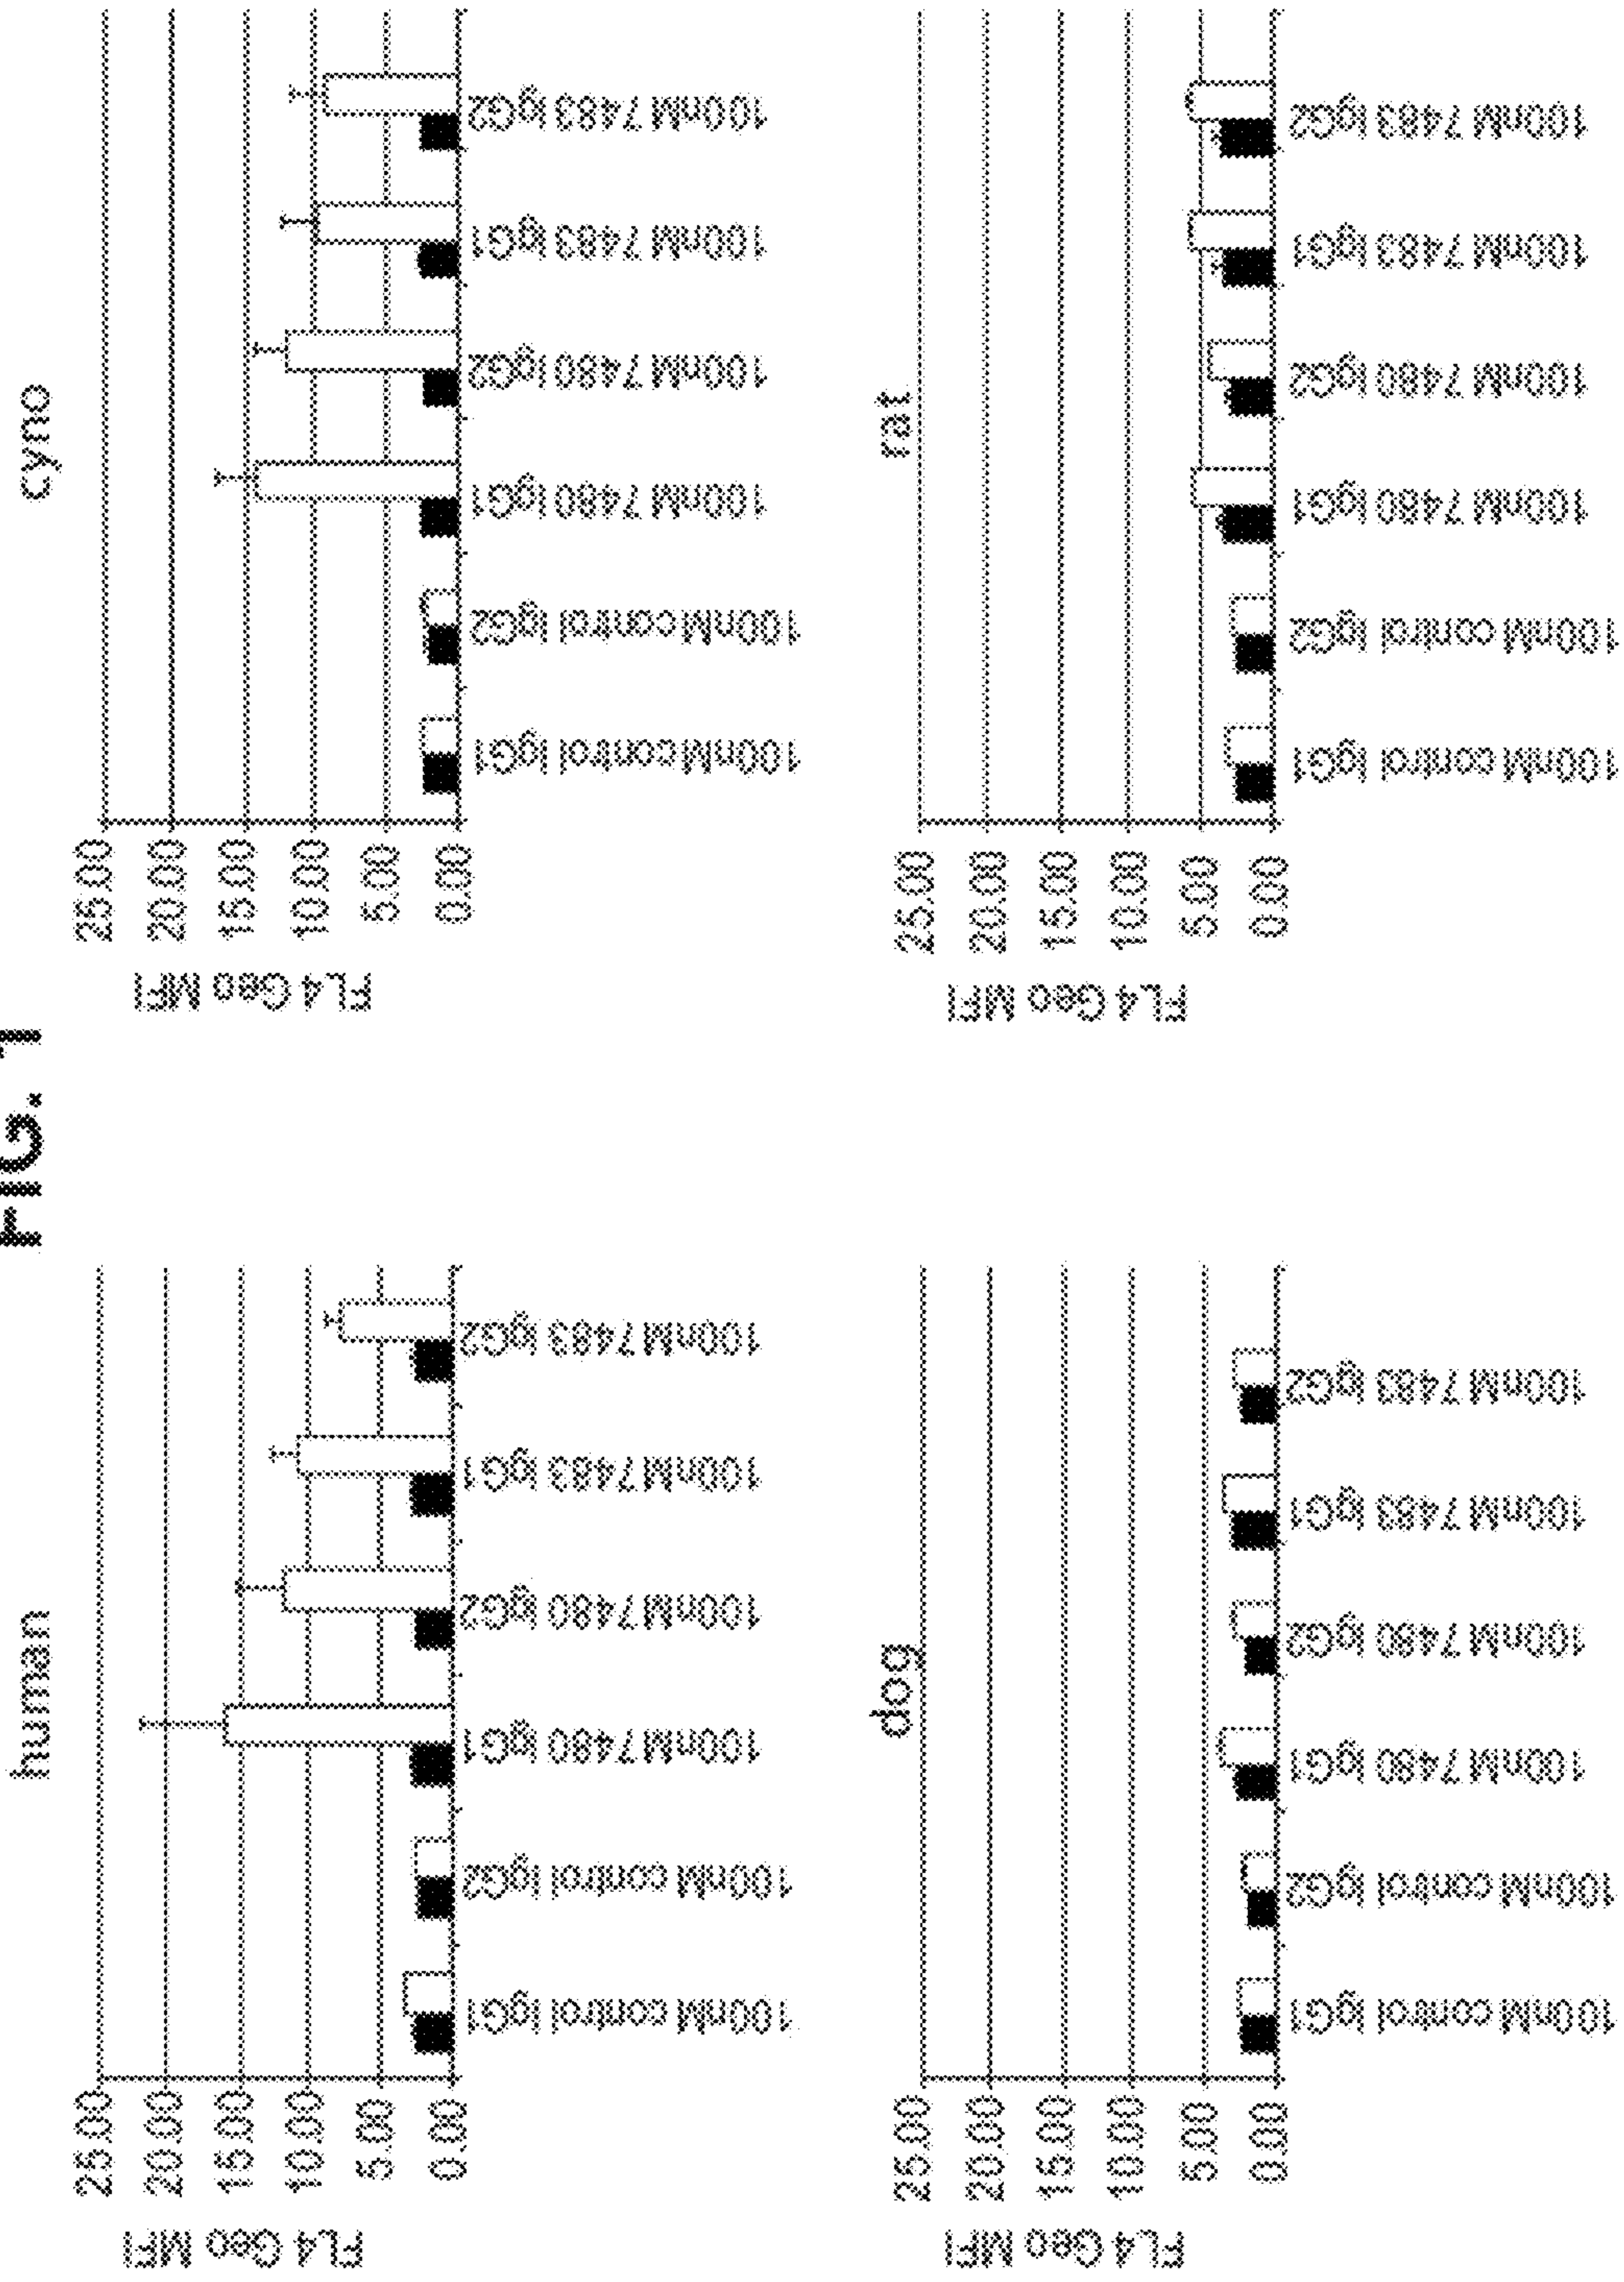 FIG. 1
human
FL4 Geo MFI
25.00
20.00
15.00
10.00
5.00
0.00
100nM control IgG1
100nM control IgG2
100nM 7480 IgG1
100nM 7480 IgG2
100nM 7483 IgG1
100nM 7483 IgG2
cyno
FL4 Geo MFI
25.00
20.00
15.00
10.00
5.00
0.00
100nM control IgG1
100nM control IgG2
100nM 7480 IgG1
100nM 7480 IgG2
100nM 7483 IgG1
100nM 7483 IgG2
dog
FL4 Geo MFI
25.00
20.00
15.00
10.00
5.00
0.00
100nM control IgG1
100nM control IgG2
100nM 7480 IgG1
100nM 7480 IgG2
100nM 7483 IgG1
100nM 7483 IgG2
rat
FL4 Geo MFI
25.00
20.00
15.00
10.00
5.00
0.00
100nM control IgG1
100nM control IgG2
100nM 7480 IgG1
100nM 7480 IgG2
100nM 7483 IgG1
100nM 7483 IgG2